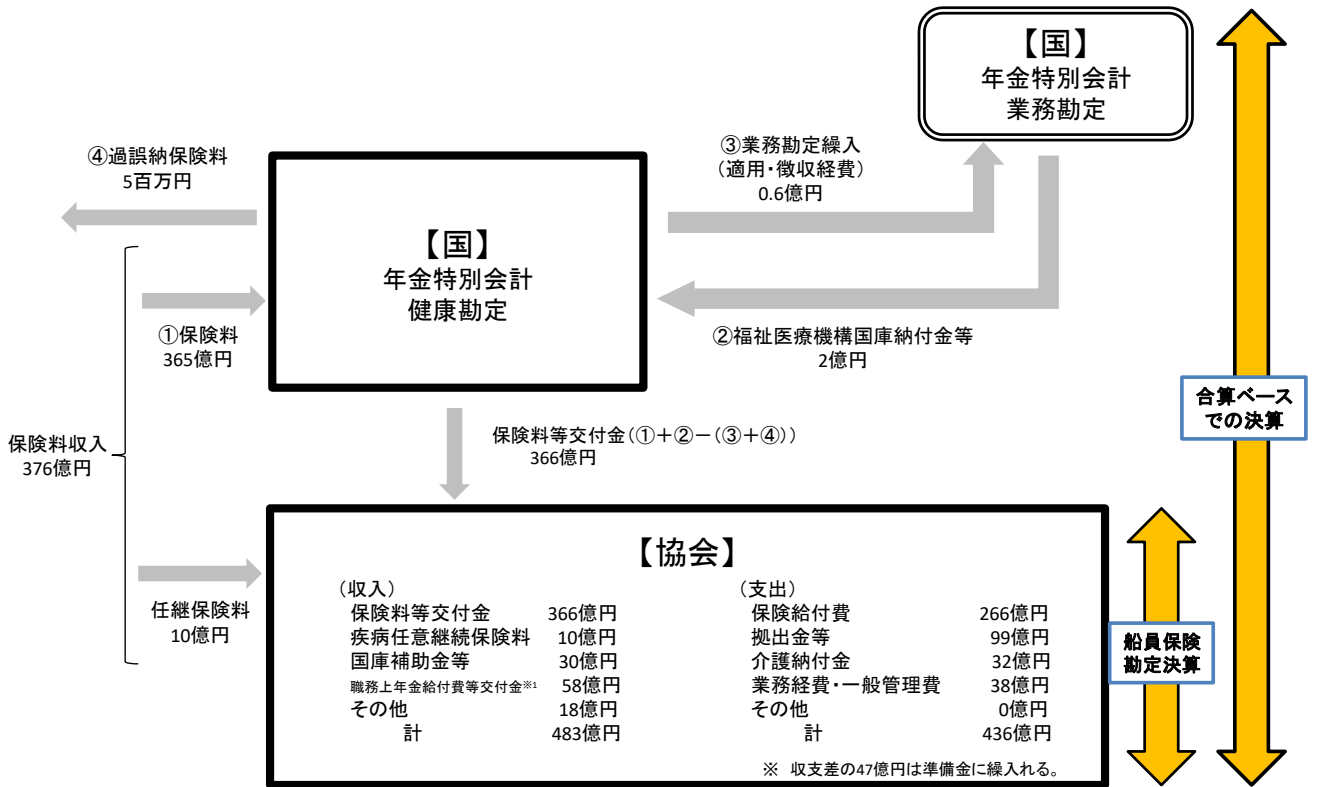 【国】
年金特別会計
業務勘定
④過誤納保険料
5百万円
③業務勘定繰入
（適用・徴収経費）
0.6億円
【国】
年金特別会計
健康勘定
①保険料
365億円
②福祉医療機構国庫納付金等
2億円
合算ベース
での決算
保険料収入
376億円
保険料等交付金（①＋②－（③＋④））
366億円
任継保険料
10億円
【協会】
（収入）
保険料等交付金 366億円
疾病任意継続保険料 10億円
国庫補助金等 30億円
職務上年金給付費等交付金※1 58億円
その他 18億円
計 483億円
（支出）
保険給付費 266億円
拠出金等 99億円
介護納付金 32億円
業務経費・一般管理費 38億円
その他 0億円
計 436億円
※ 収支差の47億円は準備金に繰入れる。
船員保険
勘定決算